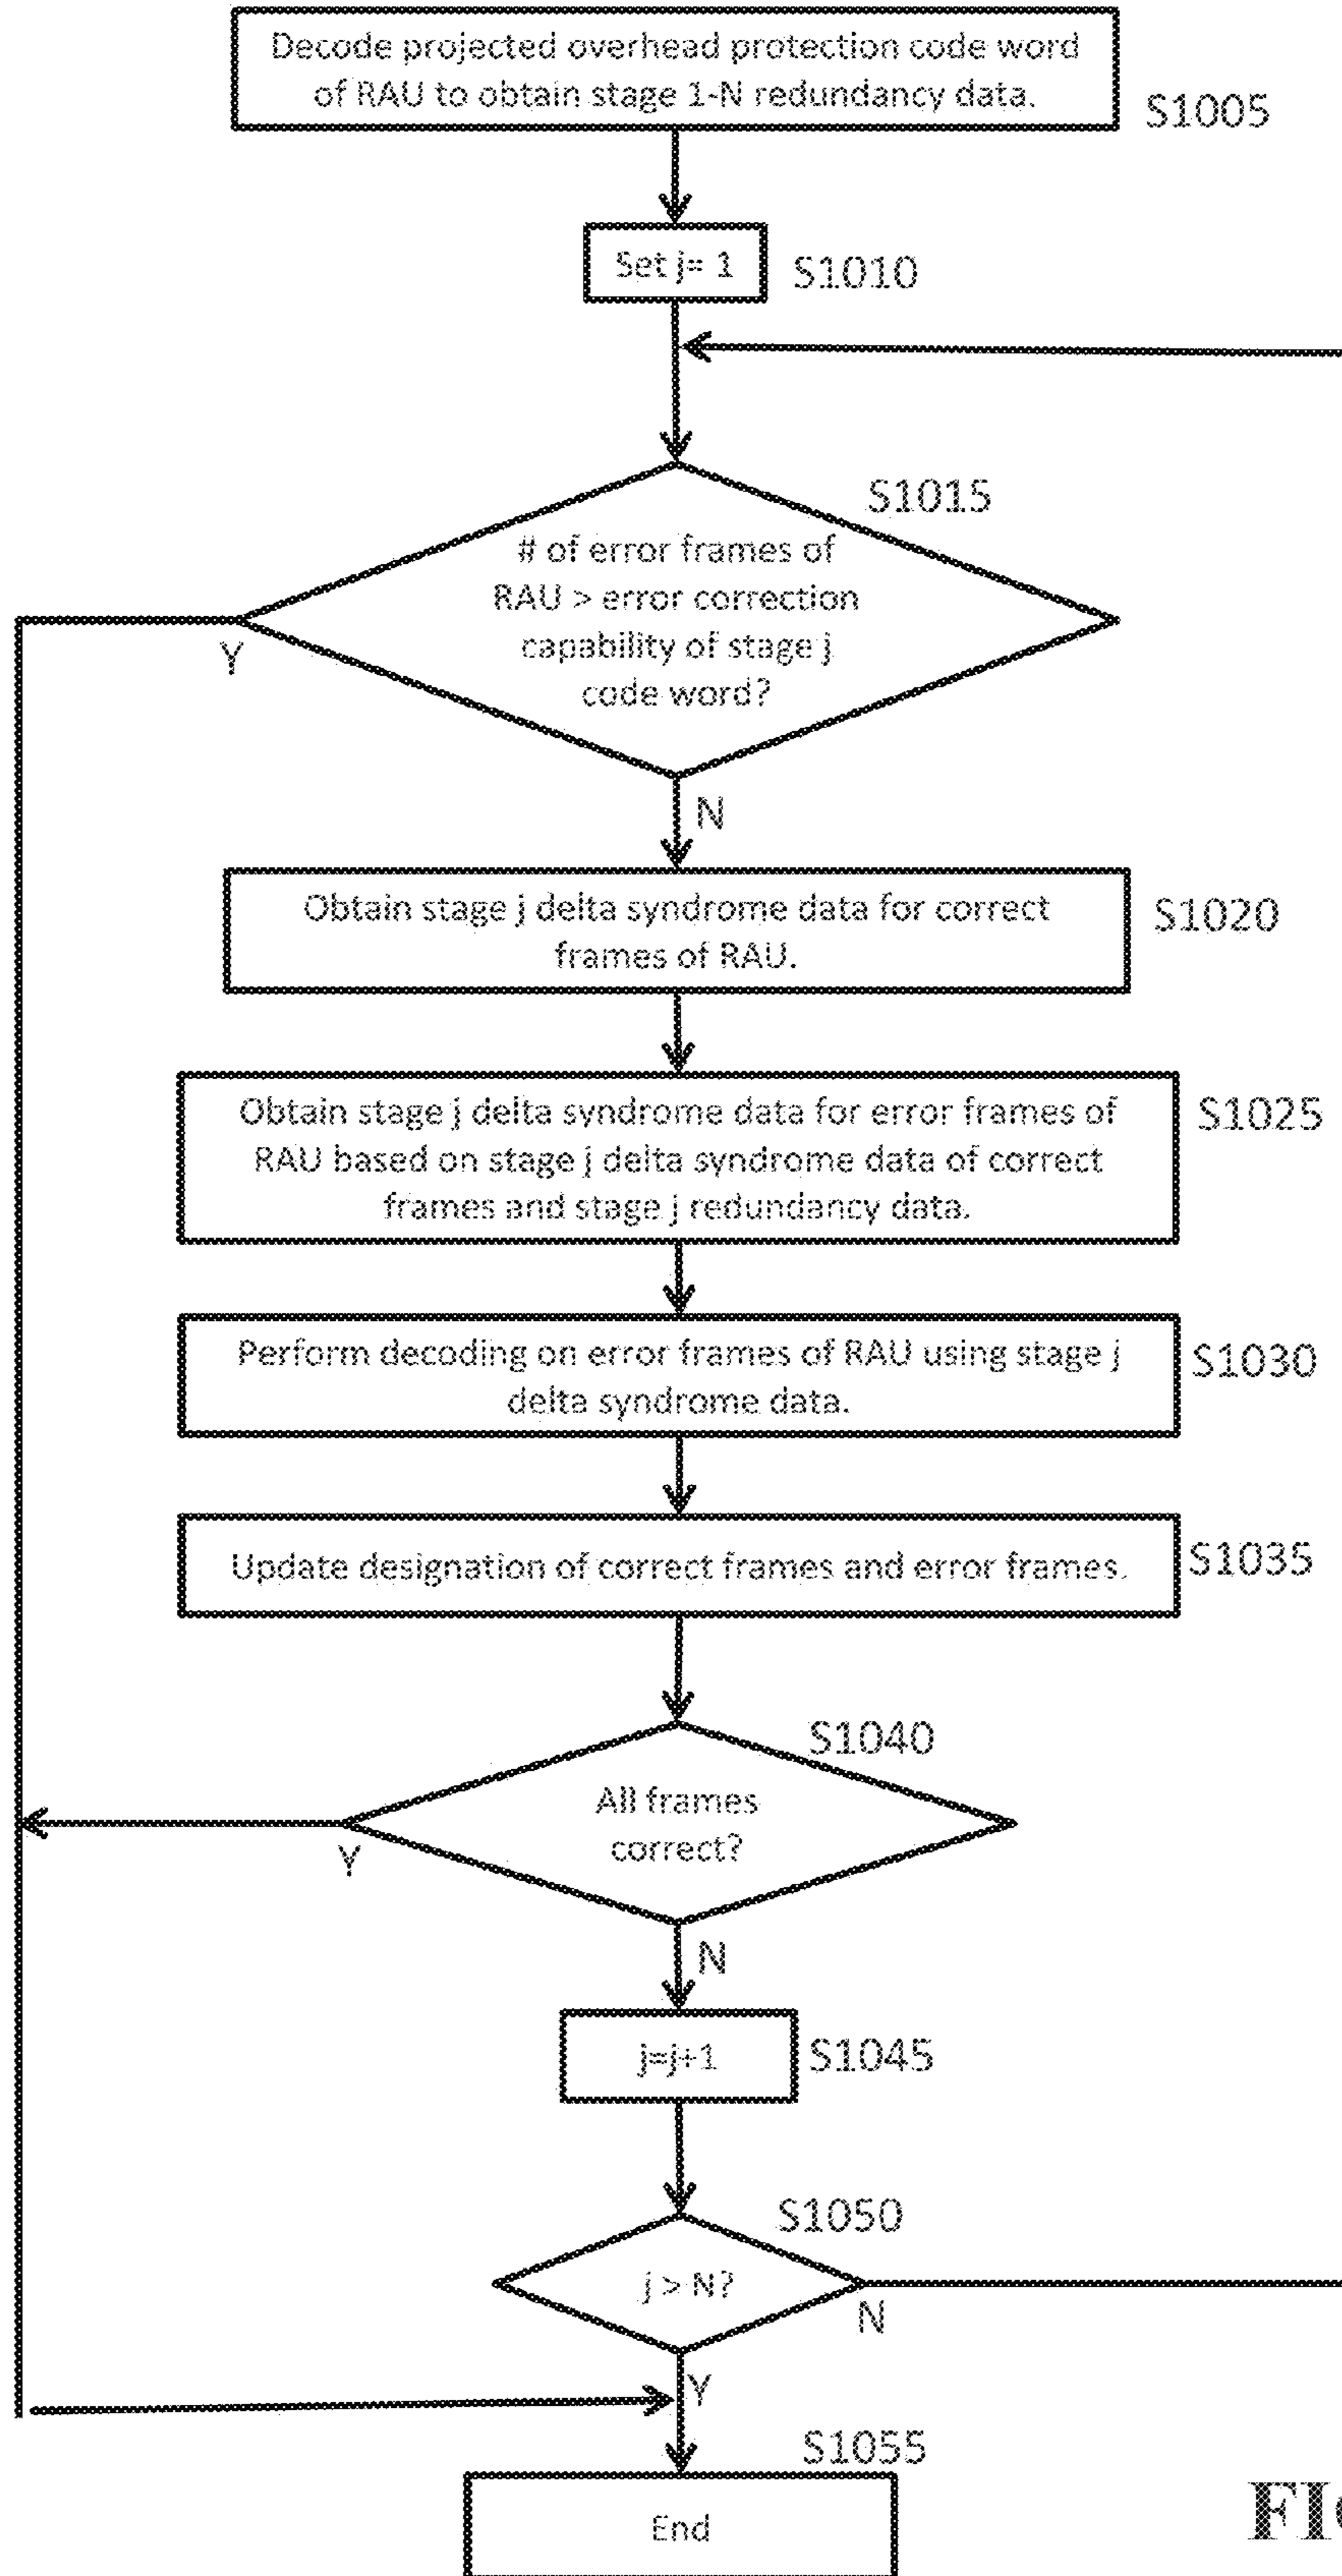 Decode projected overhead protection code word
of RAU to obtain stage 1-N redundancy data.
S1005
Set j= 1
S1010
S1015
# of error frames of
RAU > error correction
capability of stage j
code word?
Y
N
Obtain stage j delta syndrome data for correct
frames of RAU.
S1020
Obtain stage j delta syndrome data for error frames of
RAU based on stage j delta syndrome data of correct
frames and stage j redundancy data.
S1025
Perform decoding on error frames of RAU using stage j
delta syndrome data.
S1030
Update designation of correct frames and error frames.
S1035
S1040
All frames
correct?
Y
N
j=j+1
S1045
S1050
j > N?
N
Y
S1055
End